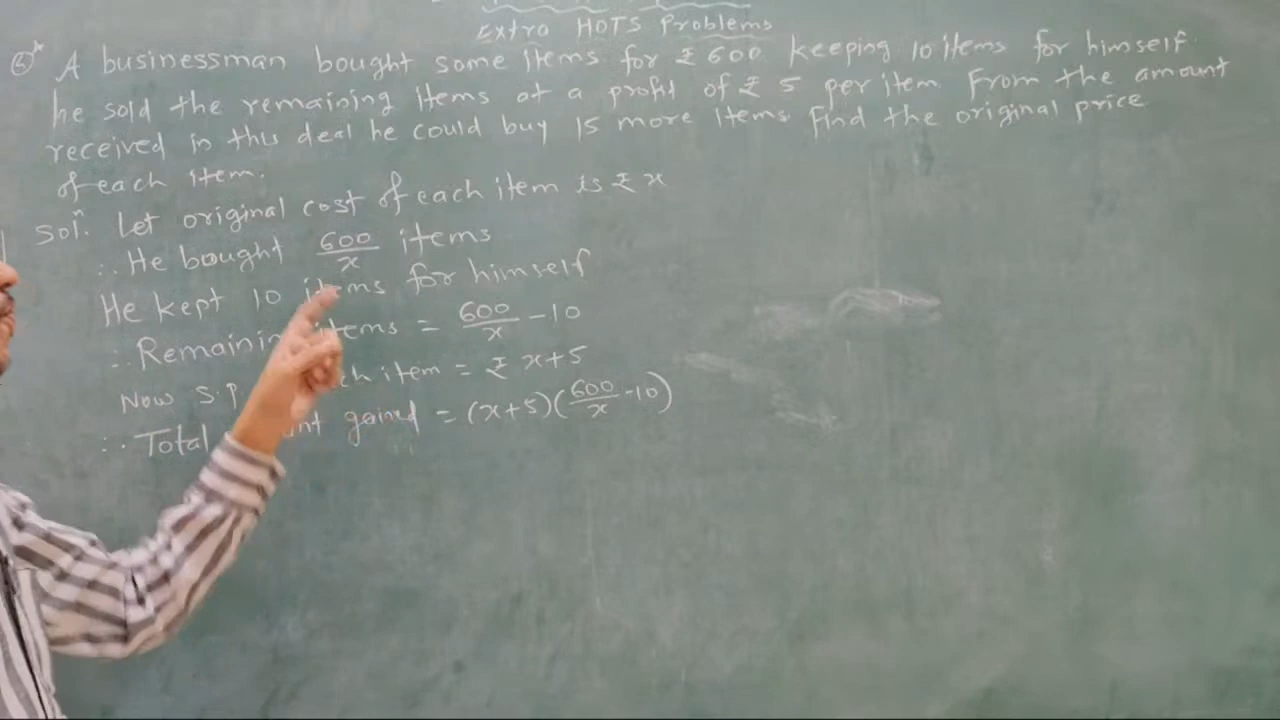 Extra HOTS Problems
⑥* A businessman bought some items for ₹ 600 keeping 10 items for himself
he sold the remaining items at a profit of ₹ 5 per item. From the amount
received in this deal he could buy 15 more items Find the original price
of each item.
Solⁿ. Let original cost of each item is ₹ x
∴ He bought 600/x items
He kept 10 items for himself
∴ Remaining items = 600/x - 10
Now S.P item = ₹ x+5
∴ Total gained = (x+5)(600/x - 10)